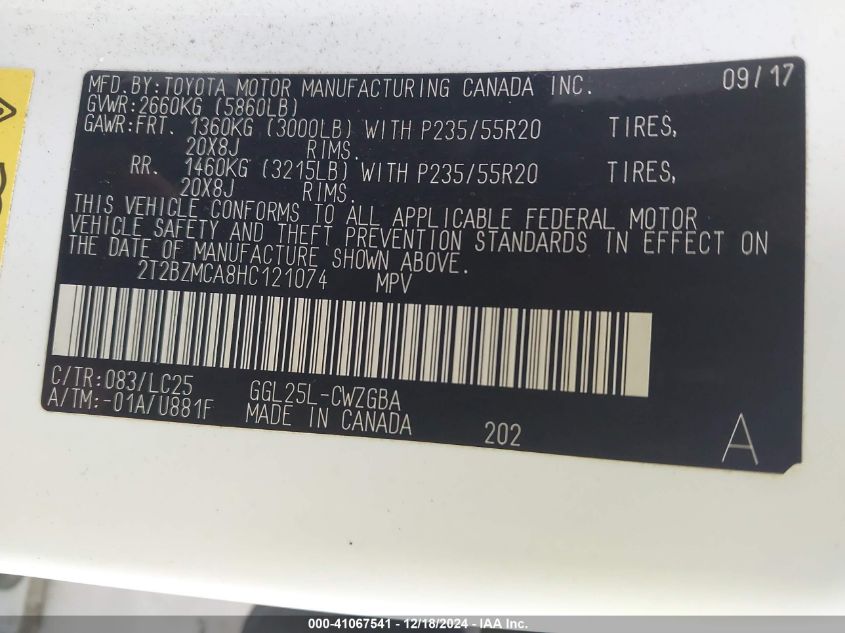 MFD.BY:TOYOTA MOTOR MANUFACTURING CANADA INC. 09/17
GVWR:2660KG (5860LB)
GAWR:FRT. 1360KG (3000LB) WITH P235/55R20 TIRES,
20X8J RIMS.
RR. 1460KG (3215LB) WITH P235/55R20 TIRES,
20X8J RIMS.
THIS VEHICLE CONFORMS TO ALL APPLICABLE FEDERAL MOTOR
VEHICLE SAFETY AND THEFT PREVENTION STANDARDS IN EFFECT ON
THE DATE OF MANUFACTURE SHOWN ABOVE.
2T2BZMCA8HC121074 MPV
C/TR:083/LC25 GGL25L-CWZGBA
A/TM:-01A/U881F MADE IN CANADA 202 A
000-41067541 - 12/18/2024 - IAA Inc.